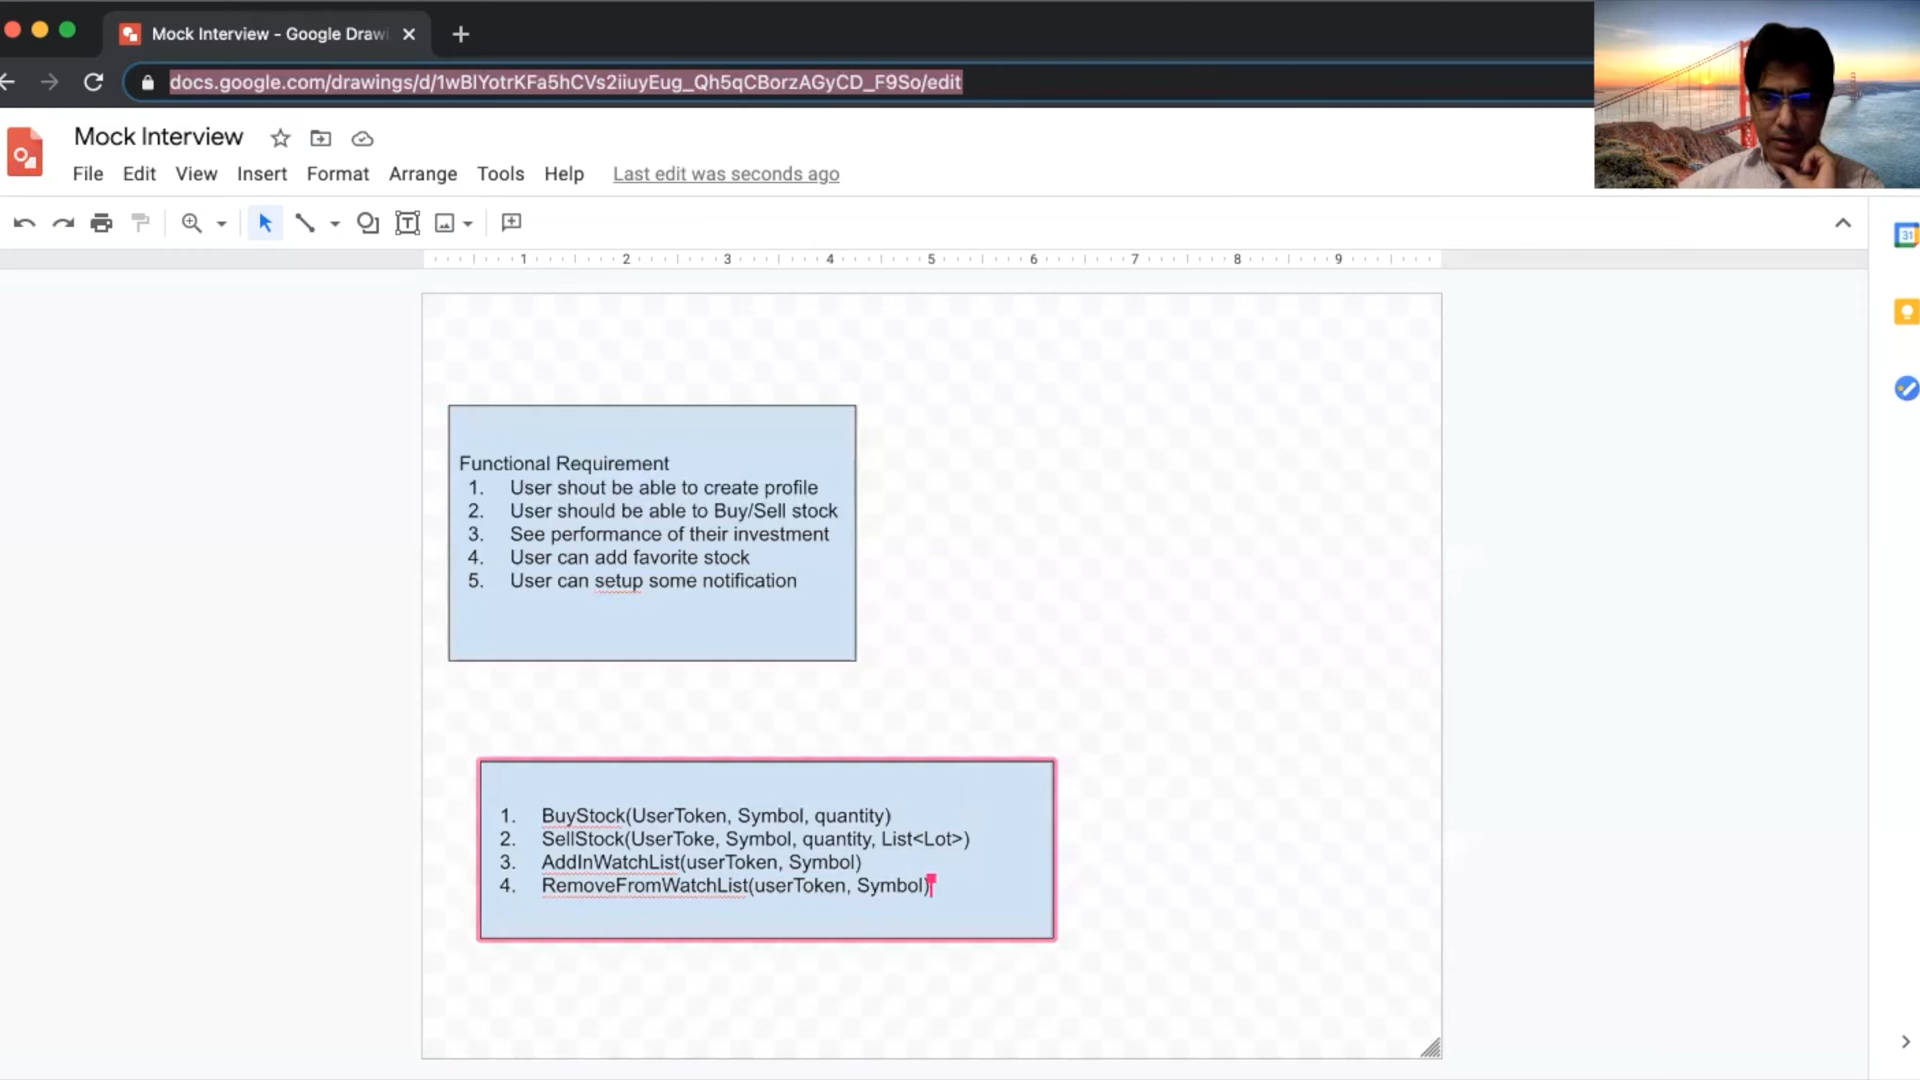 Mock Interview - Google Draw
docs.google.com/drawings/d/1wBlYotrKFa5hCVs2iiuyEug_Qh5qCBorzAGyCD_F9So/edit
Mock Interview
File Edit View Insert Format Arrange Tools Help Last edit was seconds ago
1 2 3 4 5 6 7 8 9
31
Functional Requirement
1. User shout be able to create profile
2. User should be able to Buy/Sell stock
3. See performance of their investment
4. User can add favorite stock
5. User can setup some notification
1. BuyStock(UserToken, Symbol, quantity)
2. SellStock(UserToke, Symbol, quantity, List<Lot>)
3. AddInWatchList(userToken, Symbol)
4. RemoveFromWatchList(userToken, Symbol)